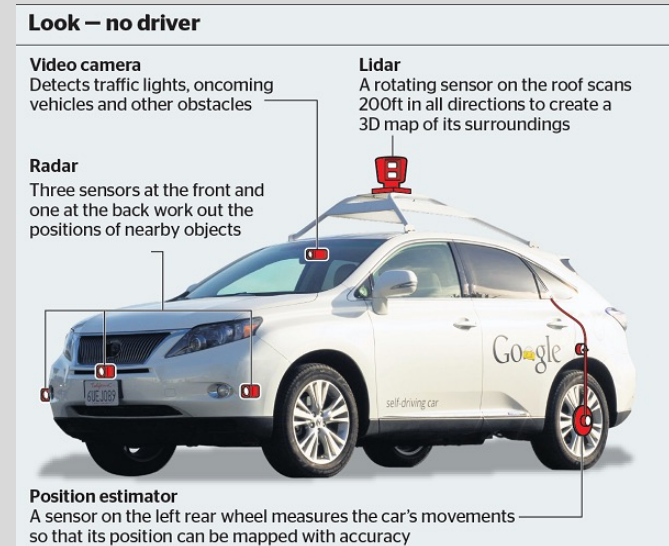 Look – no driver
Video camera
Detects traffic lights, oncoming
vehicles and other obstacles
Lidar
A rotating sensor on the roof scans
200ft in all directions to create a
3D map of its surroundings
Radar
Three sensors at the front and
one at the back work out the
positions of nearby objects
Google
self-driving car
Position estimator
A sensor on the left rear wheel measures the car's movements
so that its position can be mapped with accuracy